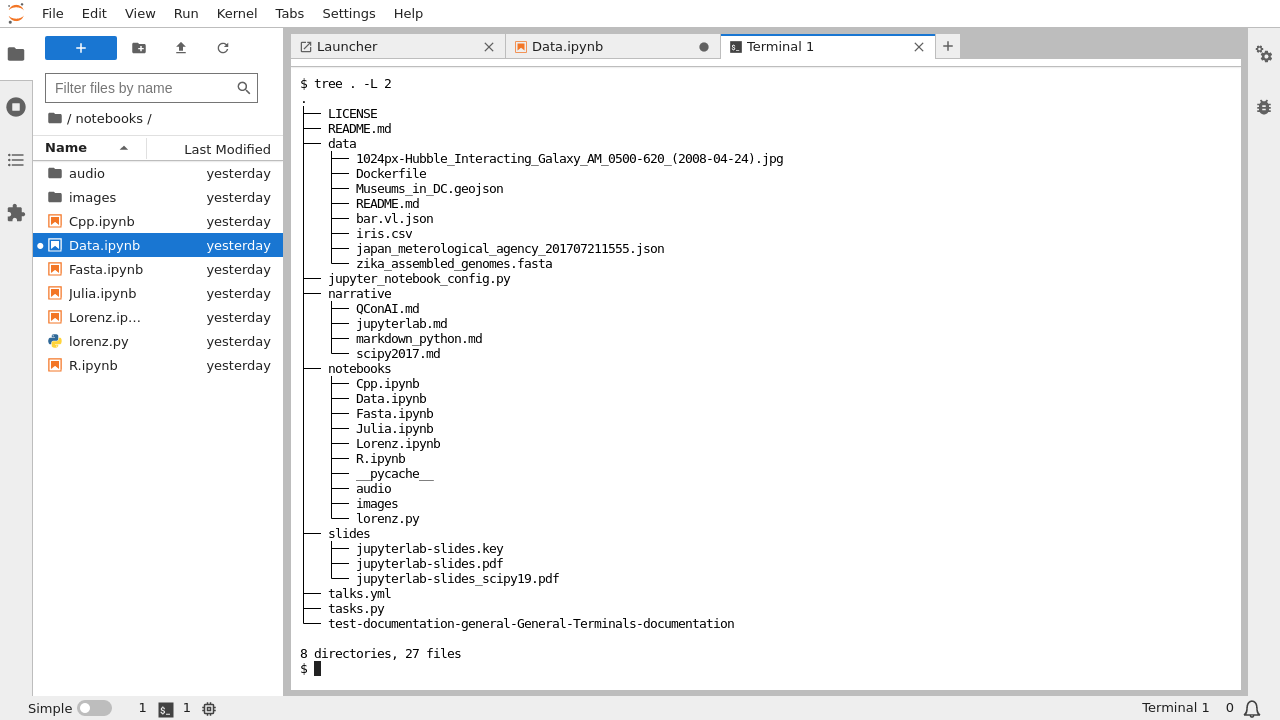 File Edit View Run Kernel Tabs Settings Help
Launcher
Data.ipynb
Terminal 1
Filter files by name
/ notebooks /
Name Last Modified
audio yesterday
images yesterday
Cpp.ipynb yesterday
Data.ipynb yesterday
Fasta.ipynb yesterday
Julia.ipynb yesterday
Lorenz.ip… yesterday
lorenz.py yesterday
R.ipynb yesterday
$ tree . -L 2
.
├── LICENSE
├── README.md
├── data
│   ├── 1024px-Hubble_Interacting_Galaxy_AM_0500-620_(2008-04-24).jpg
│   ├── Dockerfile
│   ├── Museums_in_DC.geojson
│   ├── README.md
│   ├── bar.vl.json
│   ├── iris.csv
│   ├── japan_meterological_agency_201707211555.json
│   └── zika_assembled_genomes.fasta
├── jupyter_notebook_config.py
├── narrative
│   ├── QConAI.md
│   ├── jupyterlab.md
│   ├── markdown_python.md
│   └── scipy2017.md
├── notebooks
│   ├── Cpp.ipynb
│   ├── Data.ipynb
│   ├── Fasta.ipynb
│   ├── Julia.ipynb
│   ├── Lorenz.ipynb
│   ├── R.ipynb
│   ├── __pycache__
│   ├── audio
│   ├── images
│   └── lorenz.py
├── slides
│   ├── jupyterlab-slides.key
│   ├── jupyterlab-slides.pdf
│   └── jupyterlab-slides_scipy19.pdf
├── talks.yml
├── tasks.py
└── test-documentation-general-General-Terminals-documentation
8 directories, 27 files
$
Simple 1 $_ 1 Terminal 1 0